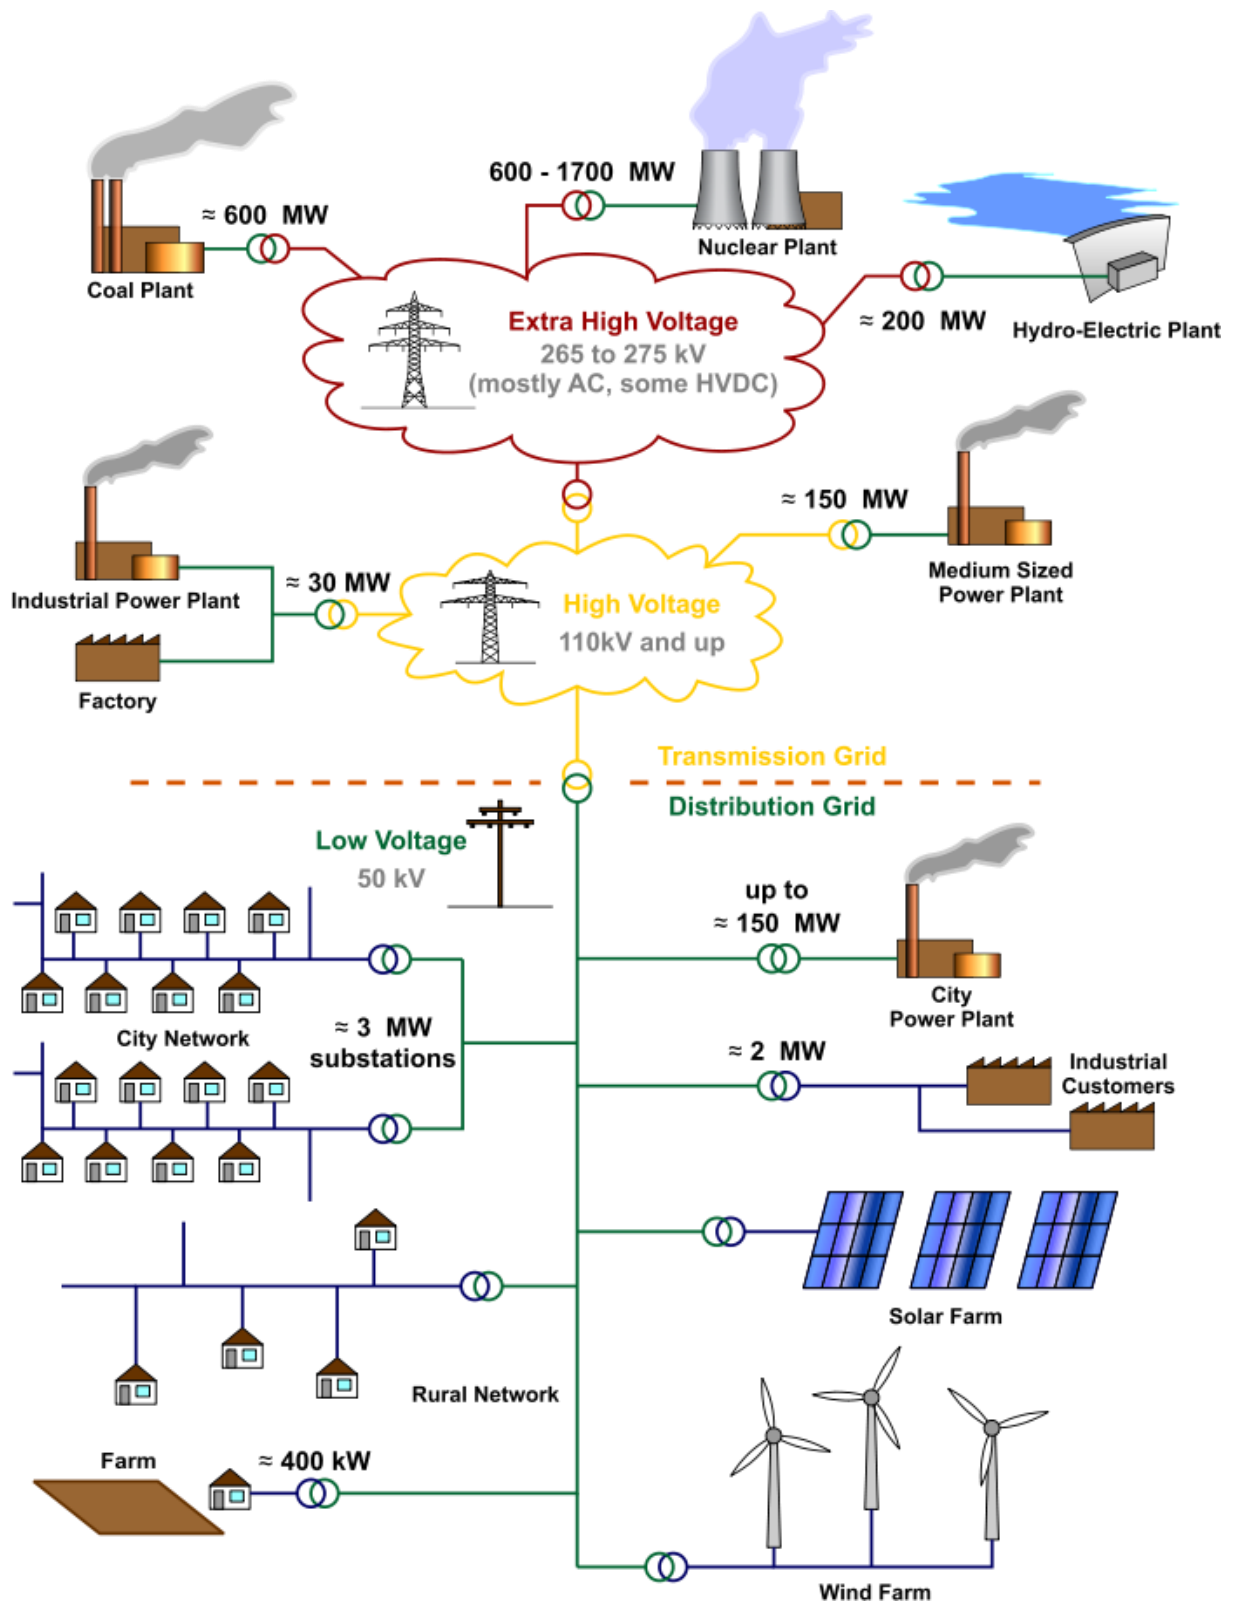 600 - 1700  MW
≈ 600  MW
Nuclear Plant
Coal Plant
Extra High Voltage
265 to 275 kV
(mostly AC, some HVDC)
≈ 200  MW
Hydro-Electric Plant
≈ 150  MW
Medium Sized
Power Plant
Industrial Power Plant
≈ 30 MW
High Voltage
110kV and up
Factory
Transmission Grid
Distribution Grid
Low Voltage
50 kV
up to
≈ 150  MW
City
Power Plant
City Network
≈ 3  MW
substations
≈ 2  MW
Industrial
Customers
Solar Farm
Rural Network
Farm
≈ 400 kW
Wind Farm